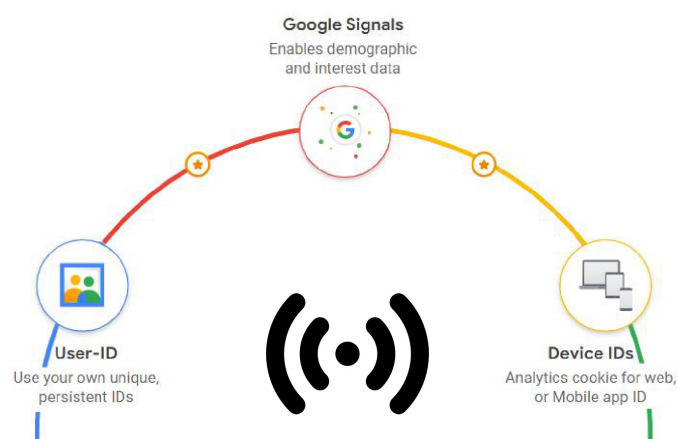 Google Signals
Enables demographic
and interest data
User-ID
Use your own unique,
persistent IDs
Device IDs
Analytics cookie for web,
or Mobile app ID